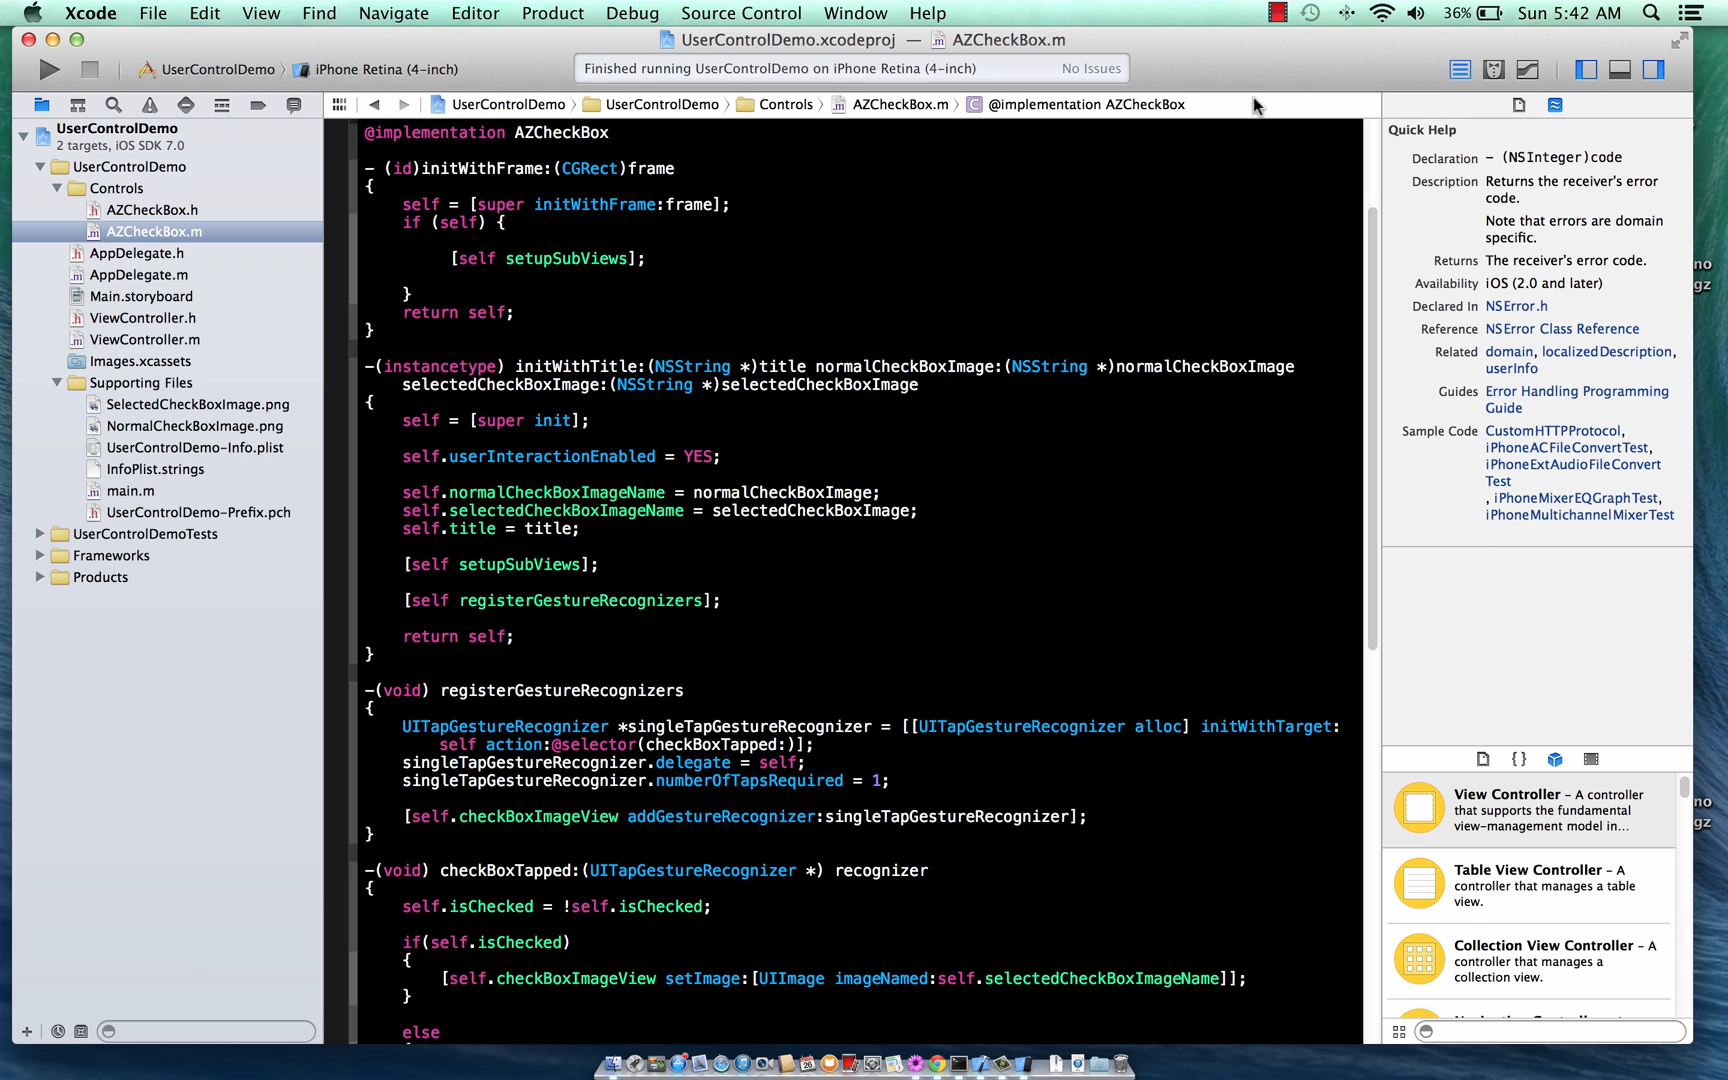 Xcode File Edit View Find Navigate Editor Product Debug Source Control Window Help 36% Sun 5:42 AM
UserControlDemo.xcodeproj — AZCheckBox.m
UserControlDemo iPhone Retina (4-inch)
Finished running UserControlDemo on iPhone Retina (4-inch) No Issues
UserControlDemo UserControlDemo Controls AZCheckBox.m @implementation AZCheckBox
UserControlDemo
2 targets, iOS SDK 7.0
UserControlDemo
Controls
AZCheckBox.h
AZCheckBox.m
AppDelegate.h
AppDelegate.m
Main.storyboard
ViewController.h
ViewController.m
Images.xcassets
Supporting Files
SelectedCheckBoxImage.png
NormalCheckBoxImage.png
UserControlDemo-Info.plist
InfoPlist.strings
main.m
UserControlDemo-Prefix.pch
UserControlDemoTests
Frameworks
Products
@implementation AZCheckBox
- (id)initWithFrame:(CGRect)frame
{
self = [super initWithFrame:frame];
if (self) {
[self setupSubViews];
}
return self;
}
-(instancetype) initWithTitle:(NSString *)title normalCheckBoxImage:(NSString *)normalCheckBoxImage
selectedCheckBoxImage:(NSString *)selectedCheckBoxImage
{
self = [super init];
self.userInteractionEnabled = YES;
self.normalCheckBoxImageName = normalCheckBoxImage;
self.selectedCheckBoxImageName = selectedCheckBoxImage;
self.title = title;
[self setupSubViews];
[self registerGestureRecognizers];
return self;
}
-(void) registerGestureRecognizers
{
UITapGestureRecognizer *singleTapGestureRecognizer = [[UITapGestureRecognizer alloc] initWithTarget:
self action:@selector(checkBoxTapped:)];
singleTapGestureRecognizer.delegate = self;
singleTapGestureRecognizer.numberOfTapsRequired = 1;
[self.checkBoxImageView addGestureRecognizer:singleTapGestureRecognizer];
}
-(void) checkBoxTapped:(UITapGestureRecognizer *) recognizer
{
self.isChecked = !self.isChecked;
if(self.isChecked)
{
[self.checkBoxImageView setImage:[UIImage imageNamed:self.selectedCheckBoxImageName]];
}
else
Quick Help
Declaration - (NSInteger)code
Description Returns the receiver's error
code.
Note that errors are domain
specific.
Returns The receiver's error code.
Availability iOS (2.0 and later)
Declared In NSError.h
Reference NSError Class Reference
Related domain, localizedDescription,
userInfo
Guides Error Handling Programming
Guide
Sample Code CustomHTTPProtocol,
iPhoneACFileConvertTest,
iPhoneExtAudioFileConvert
Test
, iPhoneMixerEQGraphTest,
iPhoneMultichannelMixerTest
{ }
View Controller - A controller
that supports the fundamental
view-management model in...
Table View Controller - A
controller that manages a table
view.
Collection View Controller - A
controller that manages a
collection view.
no
gz
no
gz